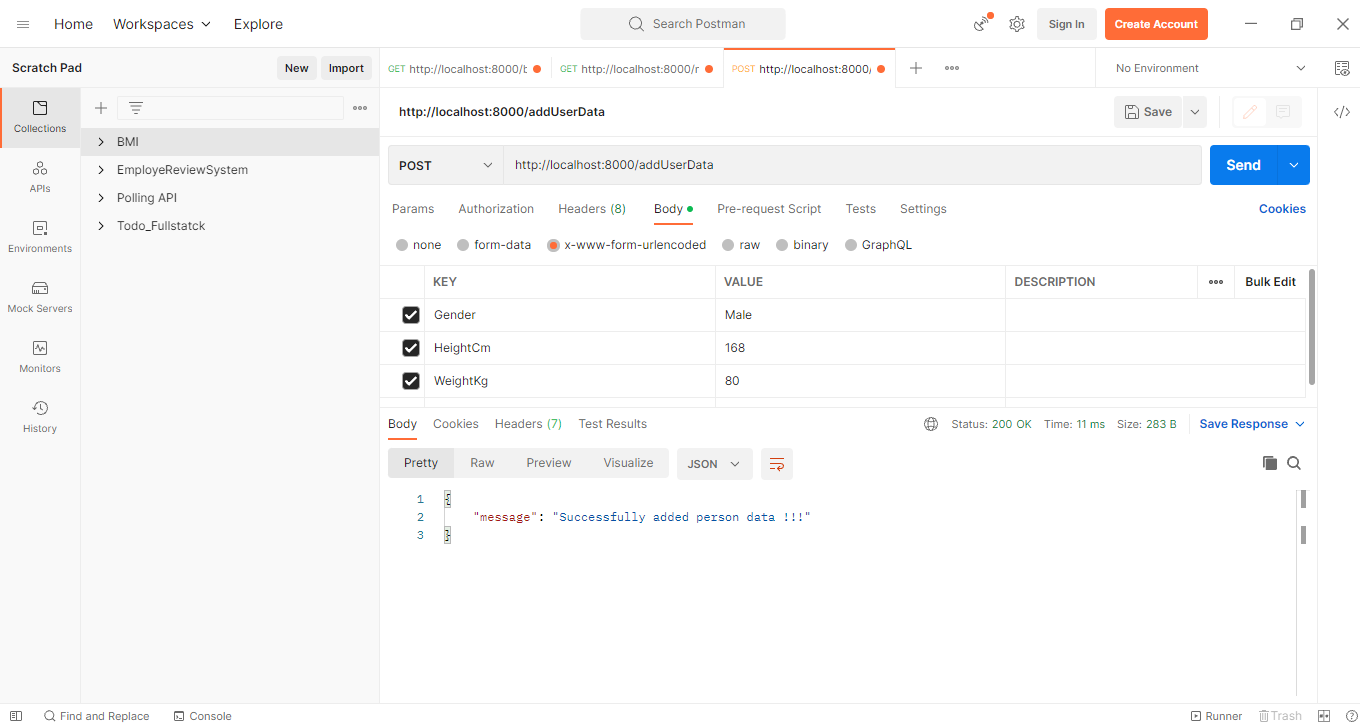 Home Workspaces Explore Search Postman Sign In Create Account
Scratch Pad New Import GET http://localhost:8000/b GET http://localhost:8000/r POST http://localhost:8000/ No Environment
Collections
APIs
Environments
Mock Servers
Monitors
History
BMI
EmployeReviewSystem
Polling API
Todo_Fullstatck
http://localhost:8000/addUserData Save
POST http://localhost:8000/addUserData Send
Params Authorization Headers (8) Body Pre-request Script Tests Settings Cookies
none form-data x-www-form-urlencoded raw binary GraphQL
KEY VALUE DESCRIPTION Bulk Edit
Gender Male
HeightCm 168
WeightKg 80
Body Cookies Headers (7) Test Results Status: 200 OK Time: 11 ms Size: 283 B Save Response
Pretty Raw Preview Visualize JSON
1 {
2 "message": "Successfully added person data !!!"
3 }
Find and Replace Console Runner Trash